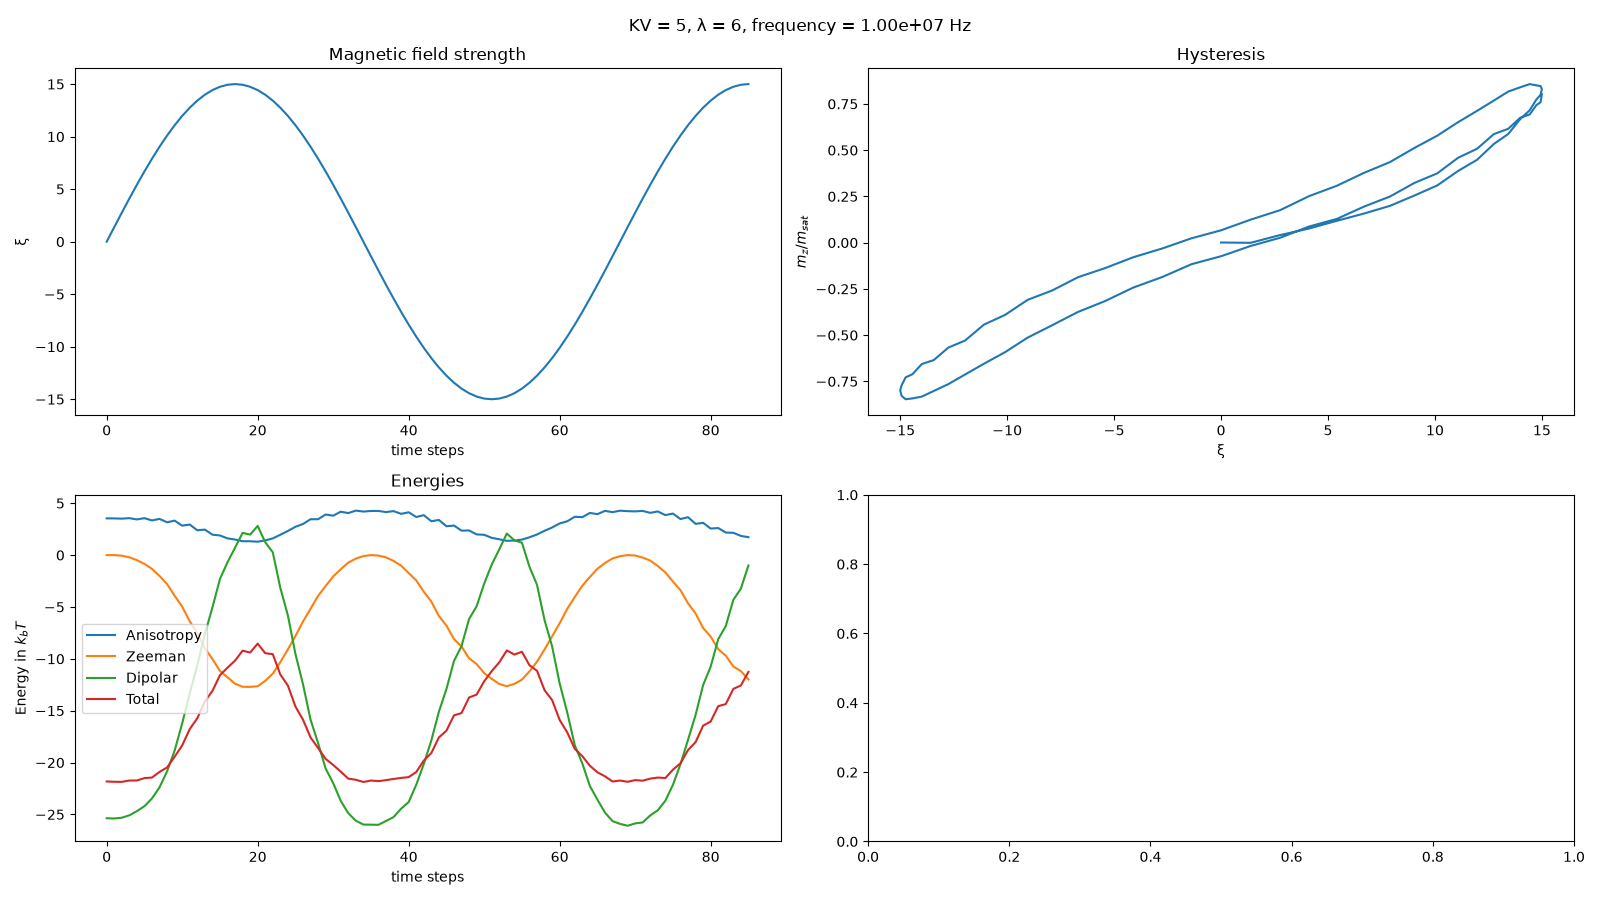 KV = 5, λ = 6, frequency = 1.00e+07 Hz
Magnetic field strength
15
10
5
0
−5
−10
−15
ξ
0 20 40 60 80
time steps
Hysteresis
0.75
0.50
0.25
0.00
−0.25
−0.50
−0.75
m_z/m_sat
−15 −10 −5 0 5 10 15
ξ
Energies
5
0
−5
−10
−15
−20
−25
Energy in k_bT
Anisotropy
Zeeman
Dipolar
Total
0 20 40 60 80
time steps
1.0
0.8
0.6
0.4
0.2
0.0
0.0 0.2 0.4 0.6 0.8 1.0